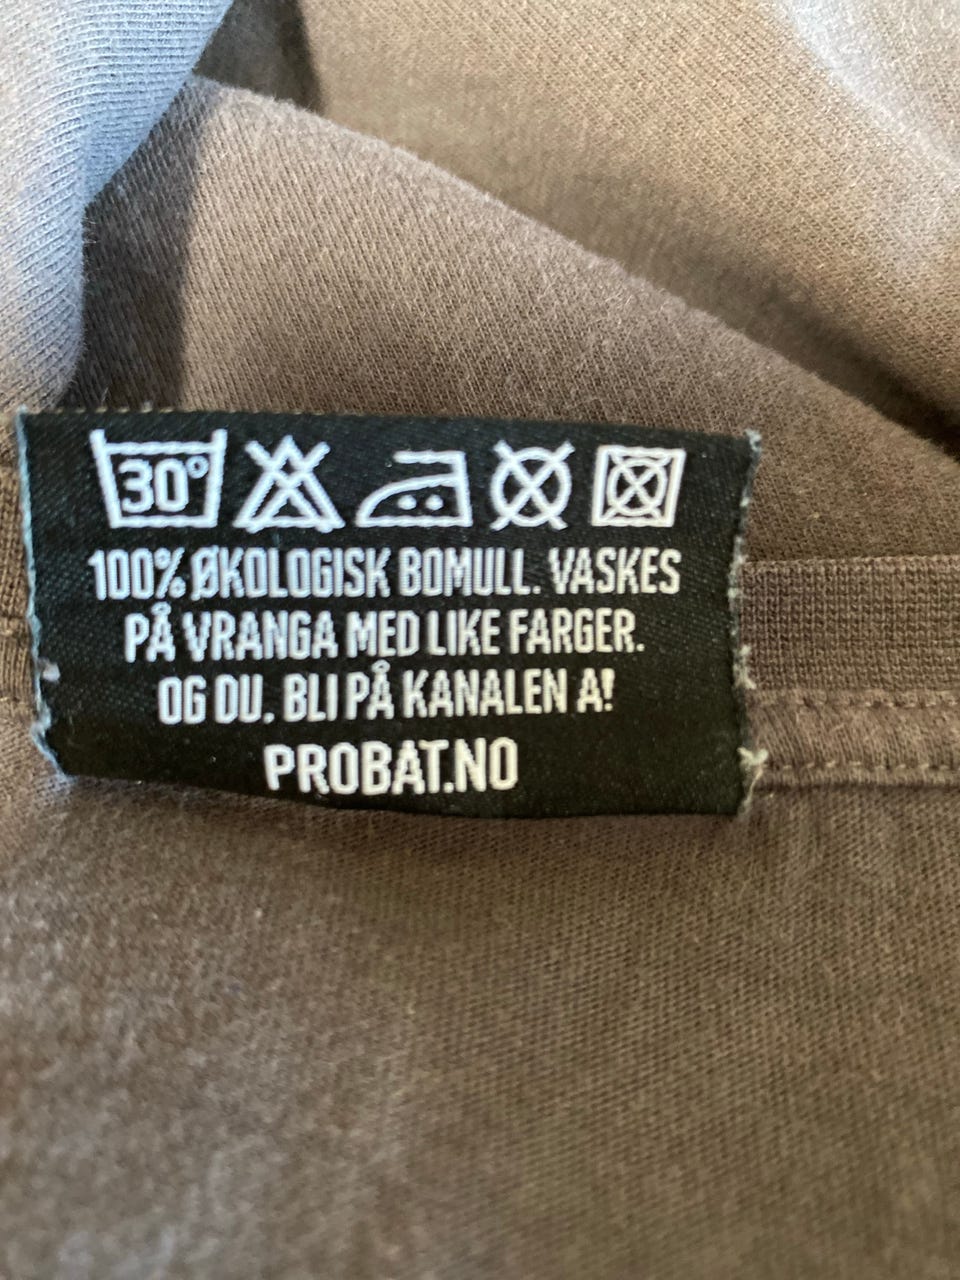 30°
100% ØKOLOGISK BOMULL. VASKES
PÅ VRANGA MED LIKE FARGER.
OG DU. BLI PÅ KANALEN A!
PROBAT.NO